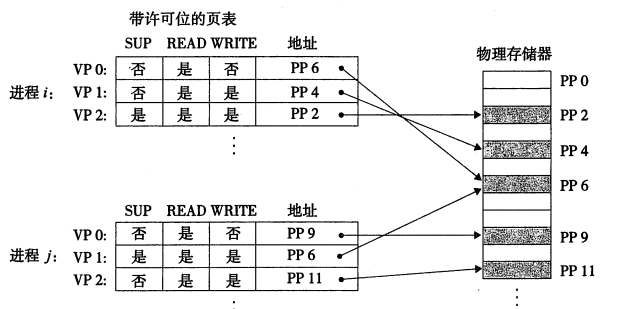 带许可位的页表
SUP READ WRITE 地址
VP 0: 否 是 否 PP 6
进程 i: VP 1: 否 是 是 PP 4
VP 2: 是 是 是 PP 2
⋮
SUP READ WRITE 地址
VP 0: 否 是 否 PP 9
进程 j: VP 1: 是 是 是 PP 6
VP 2: 否 是 是 PP 11
⋮
物理存储器
PP 0
PP 2
PP 4
PP 6
PP 9
PP 11
⋮